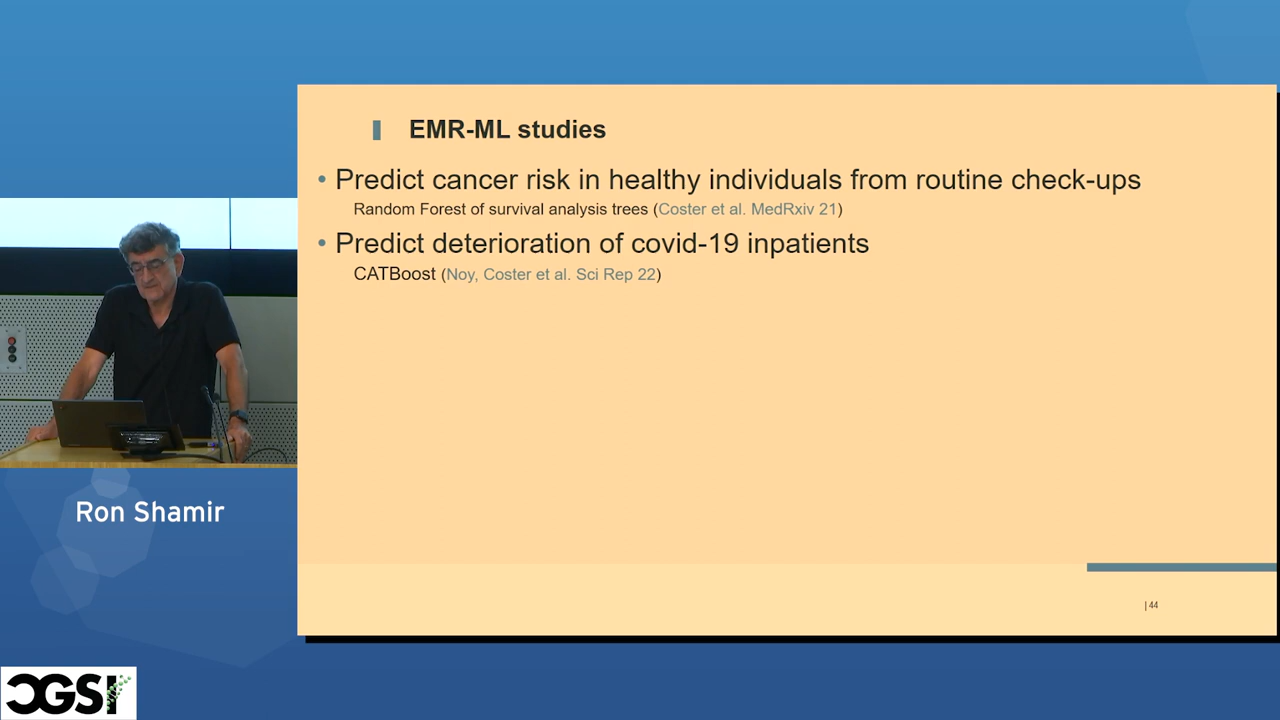 EMR-ML studies
• Predict cancer risk in healthy individuals from routine check-ups
Random Forest of survival analysis trees (Coster et al. MedRxiv 21)
• Predict deterioration of covid-19 inpatients
CATBoost (Noy, Coster et al. Sci Rep 22)
| 44
Ron Shamir
CGSI